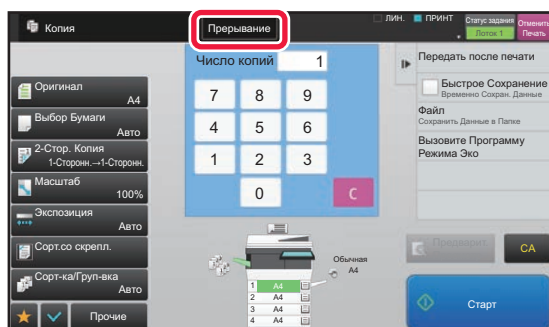 Копия
Прерывание
ЛИН.
ПРИНТ
Статус задания
Лоток 1
Отменить
Печать
Оригинал
A4
Выбор Бумаги
Авто
2-Стор. Копия
1-Сторонн.→1-Сторонн.
Масштаб
100%
Экспозиция
Авто
Сорт.со скрепл.
Сорт-ка/Груп-вка
Авто
Прочие
Число копий
1
7 8 9
4 5 6
1 2 3
0 C
Обычная
A4
1 A4
2 A4
3 A4
4 A4
Передать после печати
Быстрое Сохранение
Временно Сохран. Данные
Файл
Сохранить Данные в Папке
Вызовите Программу
Режима Эко
CA
Старт